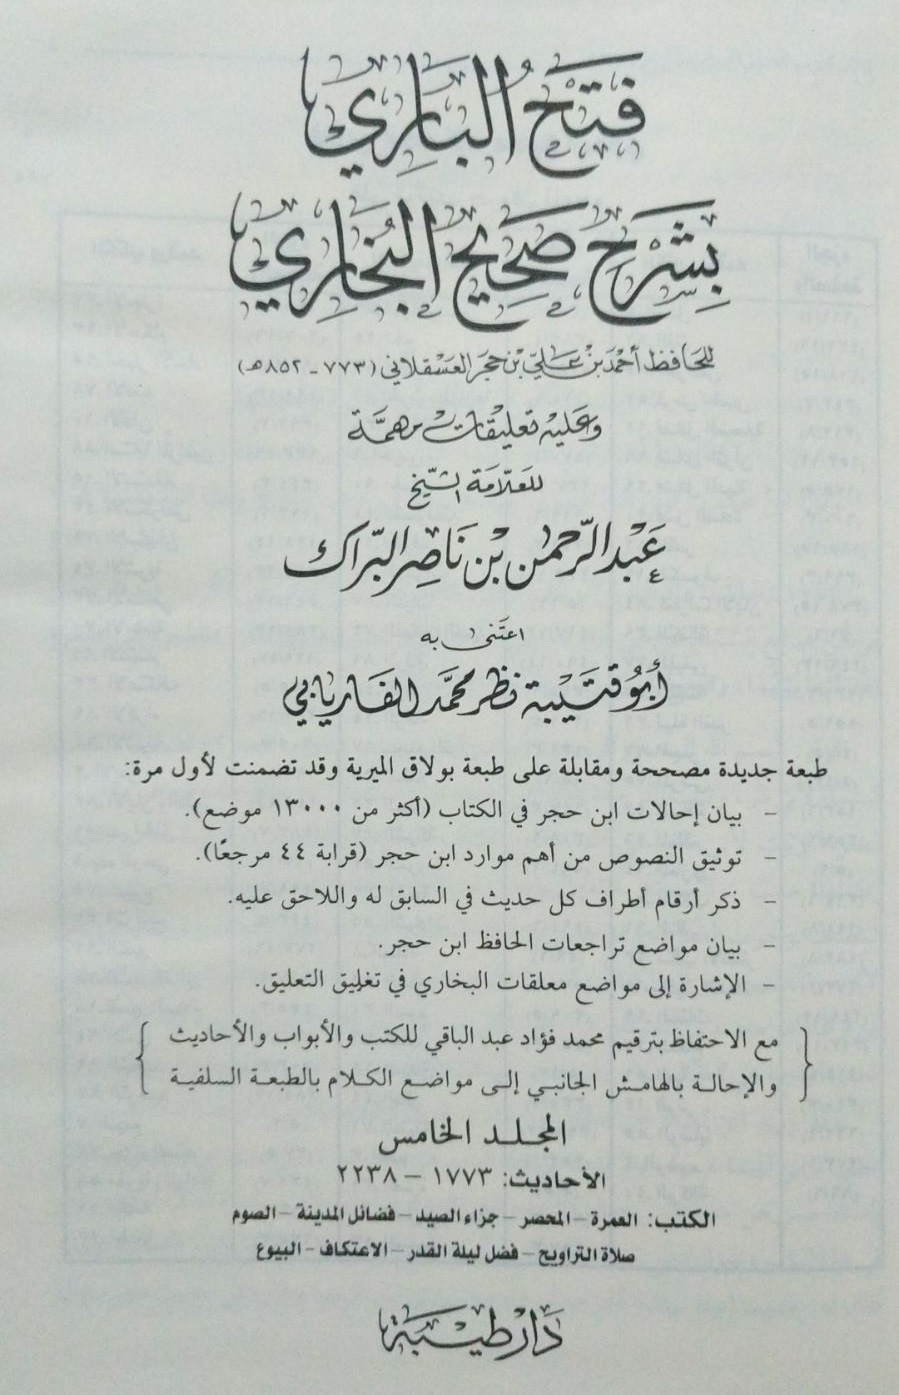 فتح الباري
بشرح صحيح البخاري
للحافظ أحمد بن علي بن حجر العسقلاني (٧٧٣ - ٨٥٢هـ)
وعليه تعليقات مهمة
للعلامة الشيخ
عبد الرحمن بن ناصر البراك
اعتنى به
أبو قتيبة نظر محمد الفاريابي
طبعة جديدة مصححة ومقابلة على طبعة بولاق الميرية وقد تضمنت لأول مرة:
- بيان إحالات ابن حجر في الكتاب (أكثر من ١٣٠٠٠ موضع).
- توثيق النصوص من أهم موارد ابن حجر (قرابة ٤٤ مرجعًا).
- ذكر أرقام أطراف كل حديث في السابق له واللاحق عليه.
- بيان مواضع تراجعات الحافظ ابن حجر.
- الإشارة إلى مواضع معلقات البخاري في تغليق التعليق.
مع الاحتفاظ بترقيم محمد فؤاد عبد الباقي للكتب والأبواب والأحاديث
والإحالة بالهامش الجانبي إلى مواضع الكلام بالطبعة السلفية
المجلد الخامس
الأحاديث: ١٧٧٣ - ٢٢٣٨
الكتب: العمرة - المحصر - جزاء الصيد - فضائل المدينة - الصوم
صلاة التراويح - فضل ليلة القدر - الاعتكاف - البيوع
دار طيبة